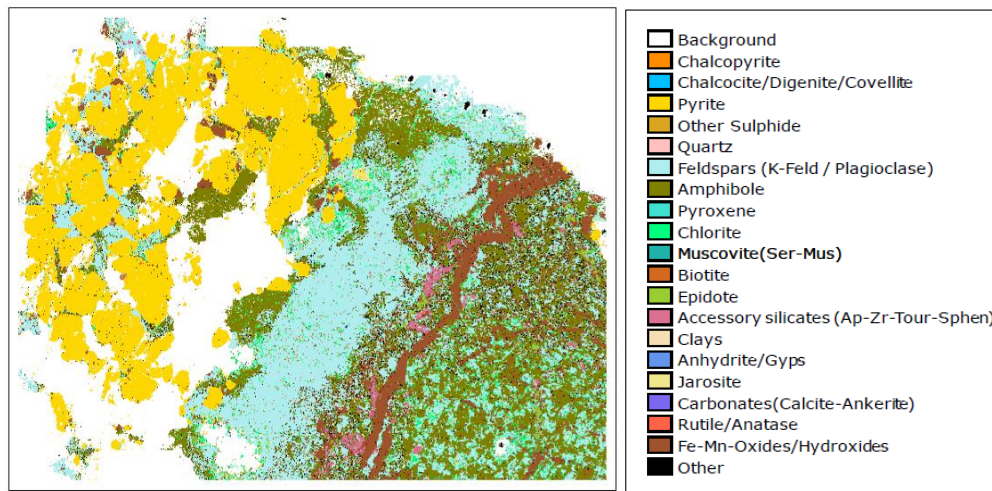 Background
Chalcopyrite
Chalcocite/Digenite/Covellite
Pyrite
Other Sulphide
Quartz
Feldspars (K-Feld / Plagioclase)
Amphibole
Pyroxene
Chlorite
Muscovite(Ser-Mus)
Biotite
Epidote
Accessory silicates (Ap-Zr-Tour-Sphen)
Clays
Anhydrite/Gyps
Jarosite
Carbonates(Calcite-Ankerite)
Rutile/Anatase
Fe-Mn-Oxides/Hydroxides
Other